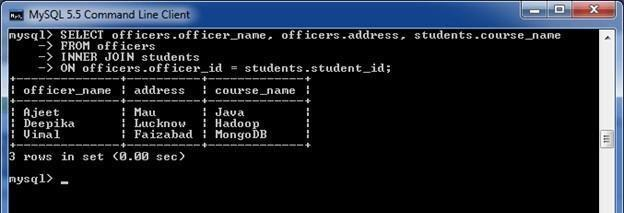 MySQL 5.5 Command Line Client
mysql> SELECT officers.officer_name, officers.address, students.course_name
    -> FROM officers
    -> INNER JOIN students
    -> ON officers.officer_id = students.student_id;
+--------------+----------+-------------+
| officer_name | address  | course_name |
+--------------+----------+-------------+
| Ajeet        | Mau      | Java        |
| Deepika      | Lucknow  | Hadoop      |
| Vimal        | Faizabad | MongoDB     |
+--------------+----------+-------------+
3 rows in set (0.00 sec)
mysql> _